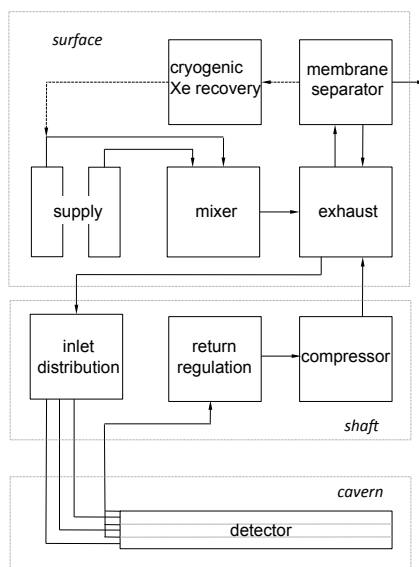 surface
cryogenic
Xe recovery
membrane
separator
supply
mixer
exhaust
inlet
distribution
return
regulation
compressor
shaft
cavern
detector